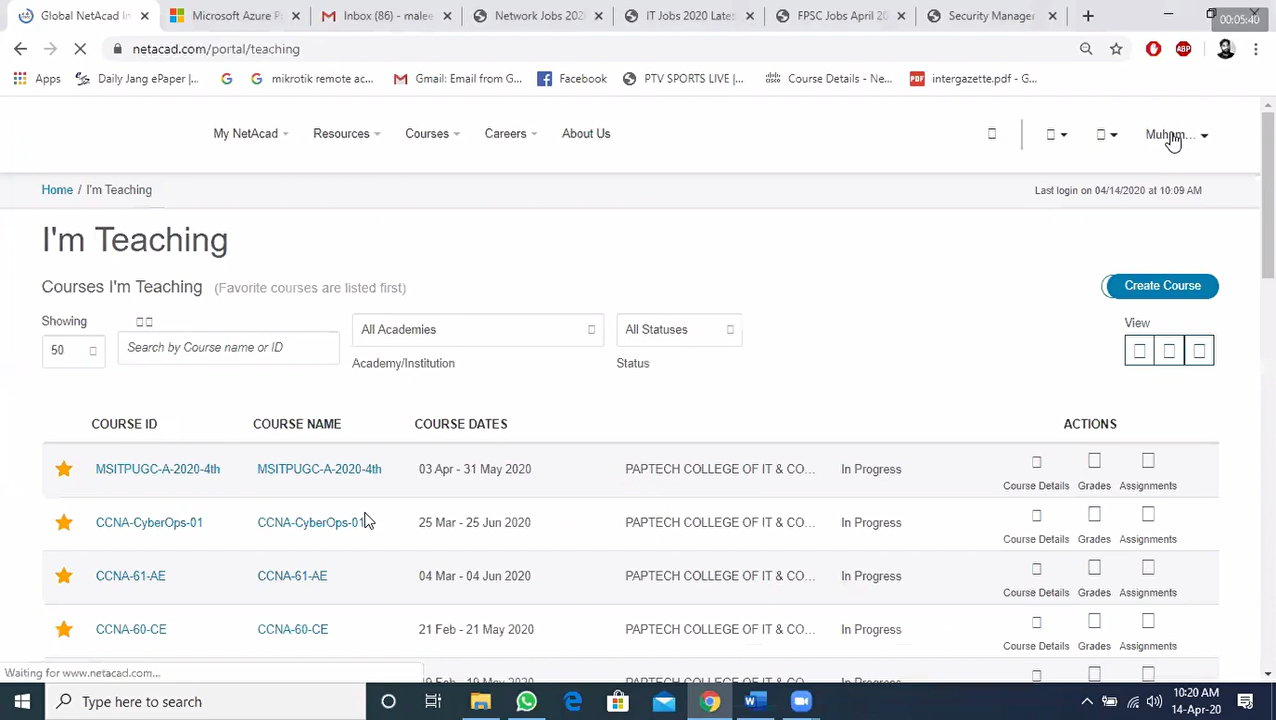 Global NetAcad In
Microsoft Azure P
Inbox (86) - malee
Network Jobs 202
IT Jobs 2020 Lates
FPSC Jobs April 20
Security Manager
00:05:40
netacad.com/portal/teaching
ABP
Apps
Daily Jang ePaper |...
mikrotik remote ac...
Gmail: Email from G...
Facebook
PTV SPORTS LIVE |...
Course Details - Ne...
PDF
intergazette.pdf - G...
My NetAcad
Resources
Courses
Careers
About Us
Muham...
Home / I'm Teaching
Last login on 04/14/2020 at 10:09 AM
I'm Teaching
Courses I'm Teaching (Favorite courses are listed first)
Create Course
Showing
50
Search by Course name or ID
All Academies
Academy/Institution
All Statuses
Status
View
COURSE ID COURSE NAME COURSE DATES ACTIONS
MSITPUGC-A-2020-4th MSITPUGC-A-2020-4th 03 Apr - 31 May 2020 PAPTECH COLLEGE OF IT & CO... In Progress
Course Details Grades Assignments
CCNA-CyberOps-01 CCNA-CyberOps-01 25 Mar - 25 Jun 2020 PAPTECH COLLEGE OF IT & CO... In Progress
Course Details Grades Assignments
CCNA-61-AE CCNA-61-AE 04 Mar - 04 Jun 2020 PAPTECH COLLEGE OF IT & CO... In Progress
Course Details Grades Assignments
CCNA-60-CE CCNA-60-CE 21 Feb - 21 May 2020 PAPTECH COLLEGE OF IT & CO... In Progress
Course Details Grades Assignments
Waiting for www.netacad.com...
Type here to search
10:20 AM
14-Apr-20